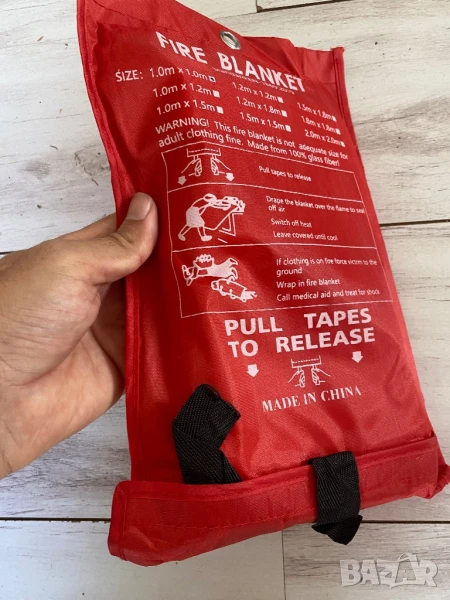 FIRE BLANKET
SIZE: 1.0m x 1.0m 1.2m x 1.2m 1.5m x 1.8m
1.0m x 1.2m 1.2m x 1.8m 1.8m x 1.8m
1.0m x 1.5m 1.5m x 1.5m 2.0m x 2.0m
WARNING! This fire blanket is not adequate size for
adult clothing fine. Made from 100% glass fiber!
Pull tapes to release
Drape the blanket over the flame to seal
off air
Switch off heat
Leave covered until cool
If clothing is on fire force victim to the
ground
Wrap in fire blanket
Call medical aid and treat for shock
PULL TAPES
TO RELEASE
MADE IN CHINA
BAZAR.bg